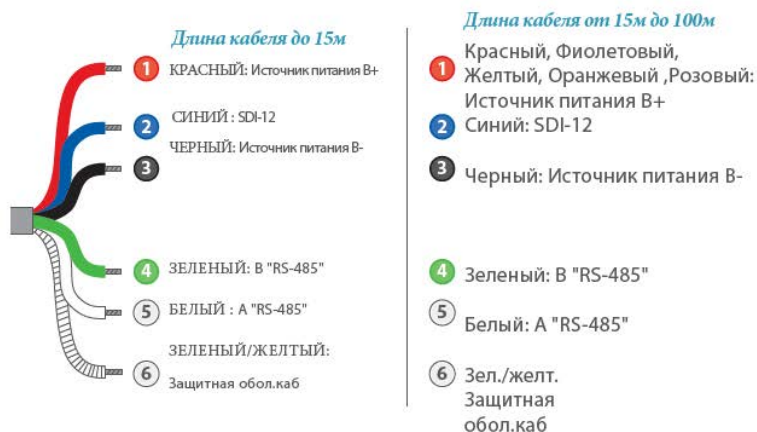 Длина кабеля до 15м
1 КРАСНЫЙ: Источник питания В+
2 СИНИЙ : SDI-12
ЧЕРНЫЙ: Источник питания В-
3
4 ЗЕЛЕНЫЙ: В "RS-485"
5 БЕЛЫЙ : А "RS-485"
ЗЕЛЕНЫЙ/ЖЕЛТЫЙ:
6 Защитная обол.каб
Длина кабеля от 15м до 100м
Красный, Фиолетовый,
1 Желтый, Оранжевый ,Розовый:
Источник питания В+
2 Синий: SDI-12
3 Черный: Источник питания В-
4 Зеленый: В "RS-485"
5 Белый: А "RS-485"
6 Зел./желт.
Защитная
обол.каб